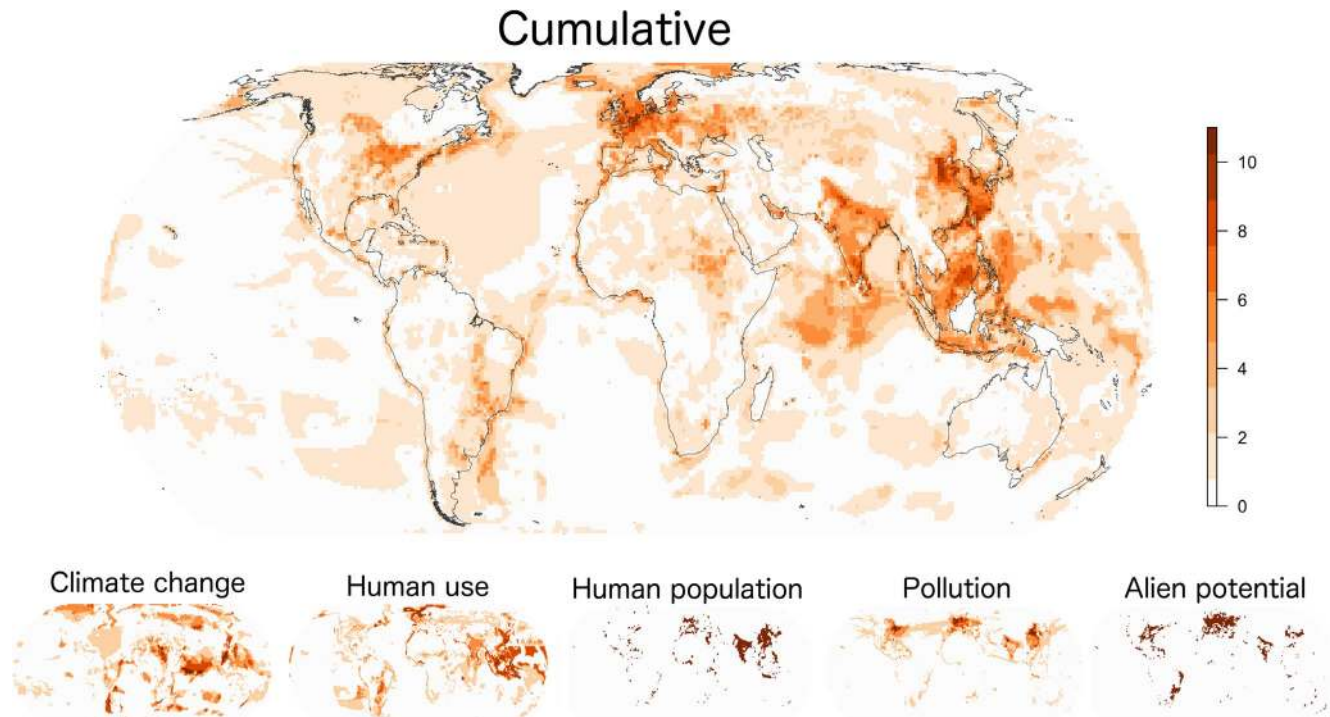 Cumulative
10
8
6
4
2
0
Climate change
Human use
Human population
Pollution
Alien potential